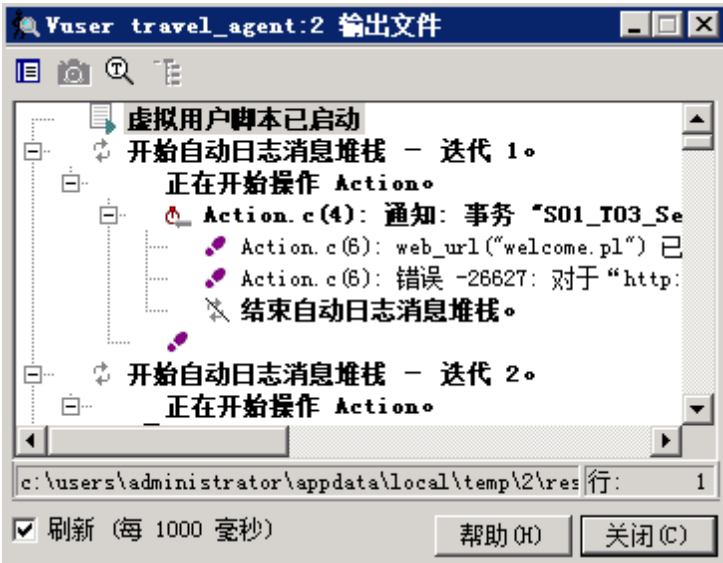 Vuser travel_agent:2 输出文件
虚拟用户脚本已启动
开始自动日志消息堆栈 - 迭代 1。
正在开始操作 Action。
Action.c(4): 通知: 事务 “S01_T03_Se
Action.c(6): web_url("welcome.pl") 已
Action.c(6): 错误 -26627: 对于“http:
结束自动日志消息堆栈。
开始自动日志消息堆栈 - 迭代 2。
正在开始操作 Action。
c:\users\administrator\appdata\local\temp\2\res 行: 1
刷新 (每 1000 毫秒) 帮助(H) 关闭(C)